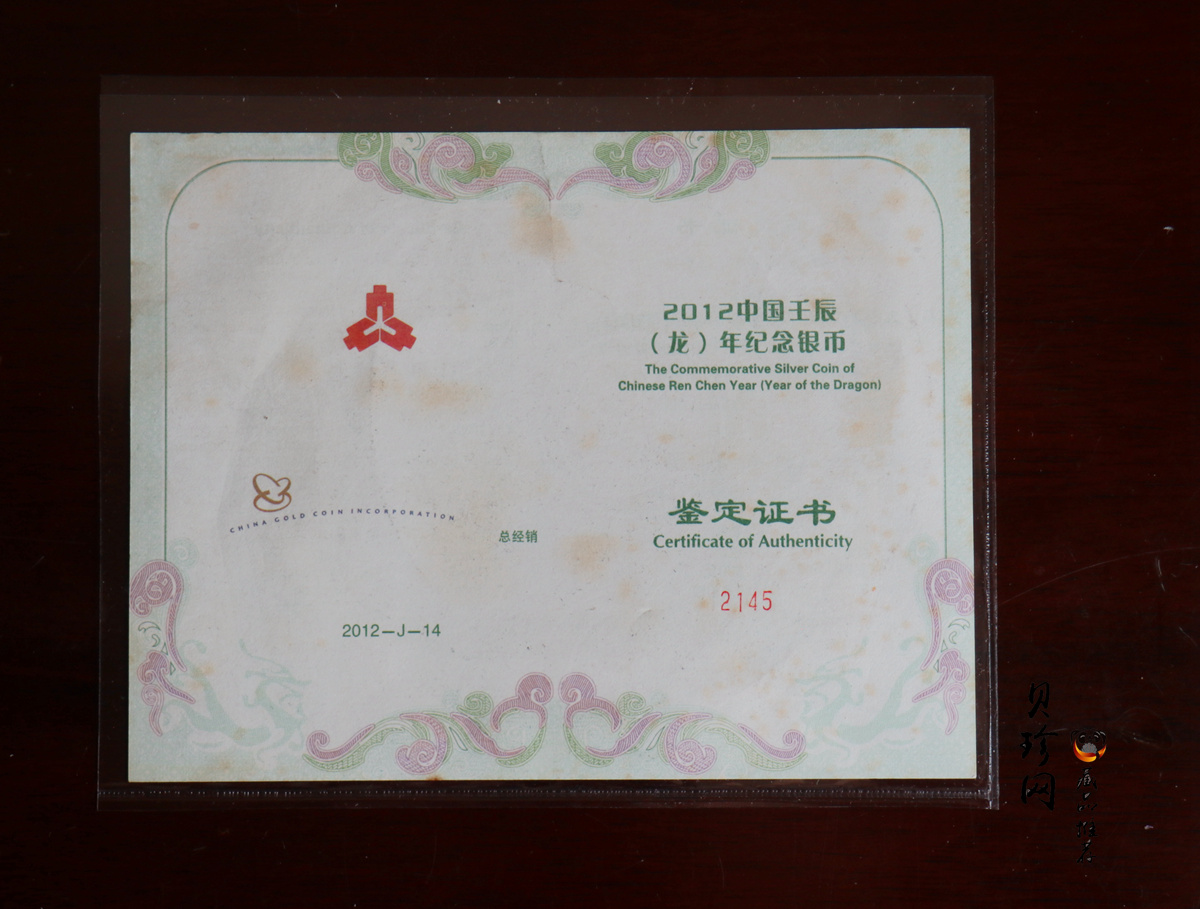 2012中国壬辰
（龙）年纪念银币
The Commemorative Silver Coin of
Chinese Ren Chen Year (Year of the Dragon)
CHINA GOLD COIN INCORPORATION
总经销
鉴定证书
Certificate of Authenticity
2145
2012-J-14
贝珍网